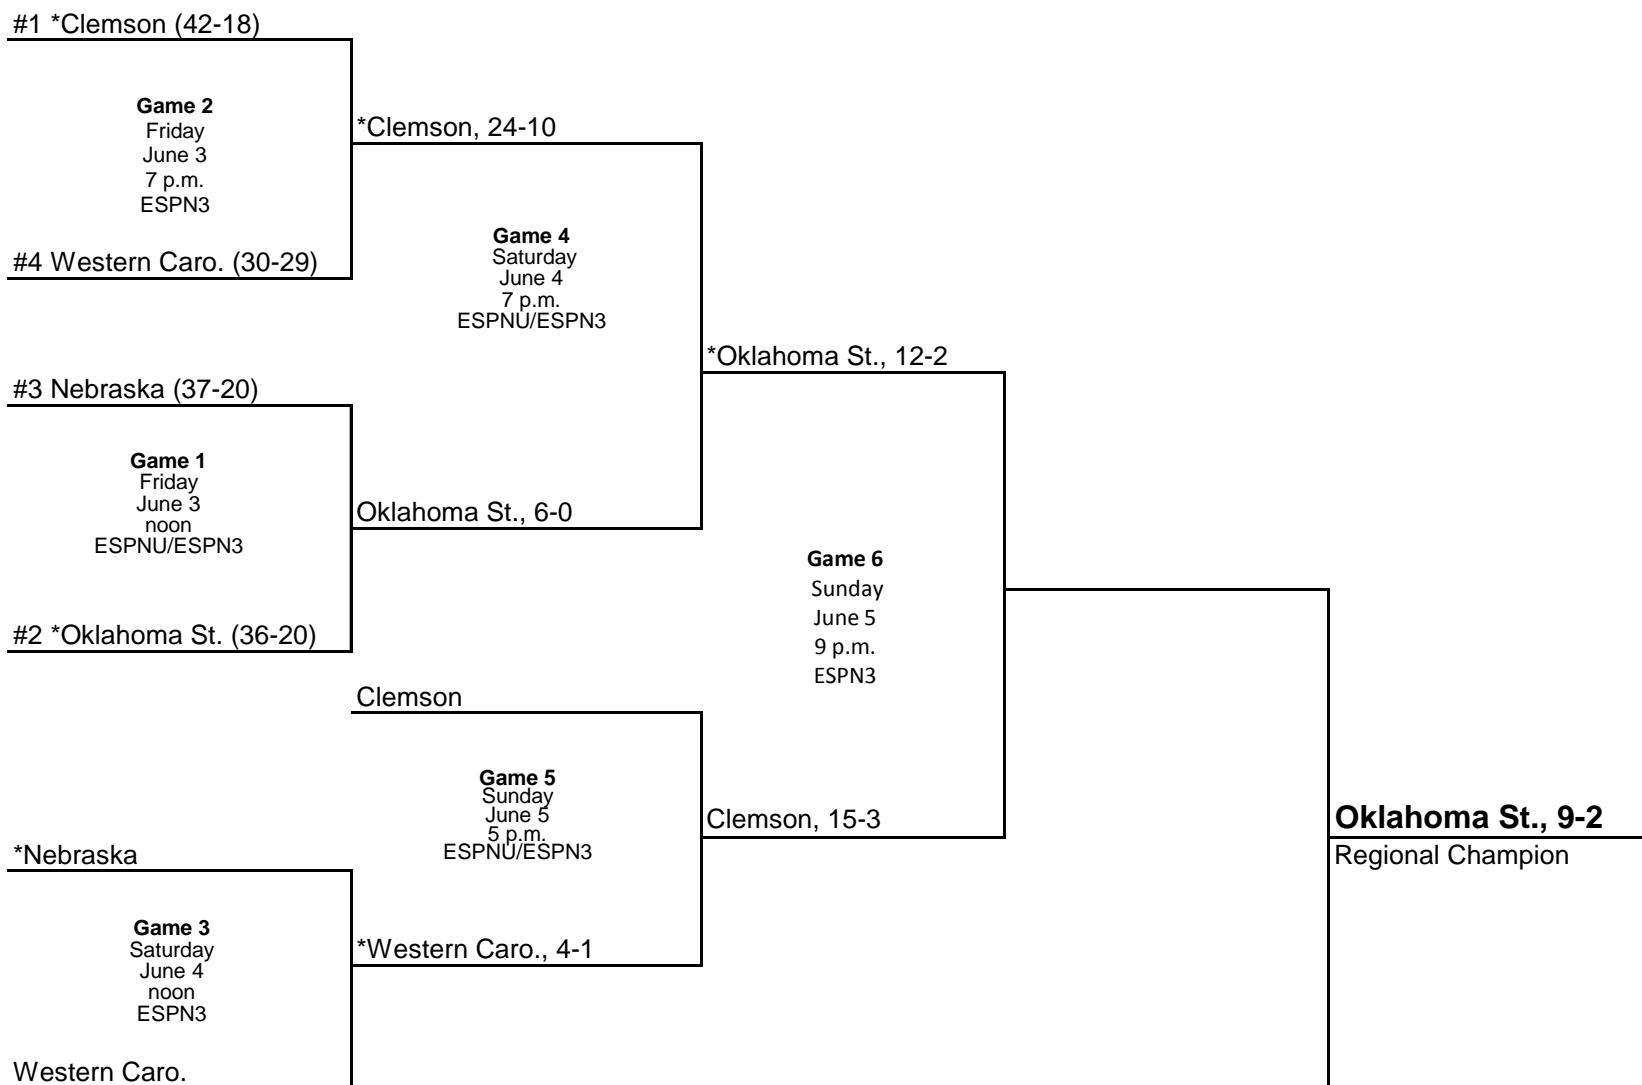 #1 *Clemson (42-18)
Game 2
Friday
June 3
7 p.m.
ESPN3
#4 Western Caro. (30-29)
*Clemson, 24-10
Game 4
Saturday
June 4
7 p.m.
ESPNU/ESPN3
#3 Nebraska (37-20)
Game 1
Friday
June 3
noon
ESPNU/ESPN3
#2 *Oklahoma St. (36-20)
Oklahoma St., 6-0
*Oklahoma St., 12-2
Game 6
Sunday
June 5
9 p.m.
ESPN3
Clemson
Game 5
Sunday
June 5
5 p.m.
ESPNU/ESPN3
Clemson, 15-3
*Nebraska
Game 3
Saturday
June 4
noon
ESPN3
Western Caro.
*Western Caro., 4-1
Oklahoma St., 9-2
Regional Champion